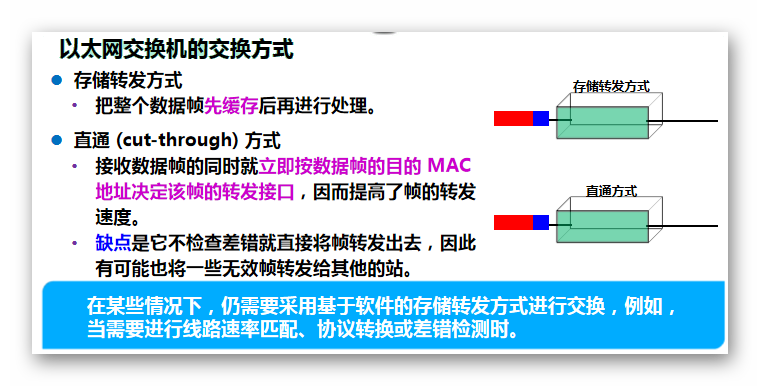 以太网交换机的交换方式
存储转发方式
把整个数据帧先缓存后再进行处理。
直通 (cut-through) 方式
接收数据帧的同时就立即按数据帧的目的 MAC
地址决定该帧的转发接口，因而提高了帧的转发
速度。
缺点是它不检查差错就直接将帧转发出去，因此
有可能也将一些无效帧转发给其他的站。
存储转发方式
直通方式
在某些情况下，仍需要采用基于软件的存储转发方式进行交换，例如，
当需要进行线路速率匹配、协议转换或差错检测时。